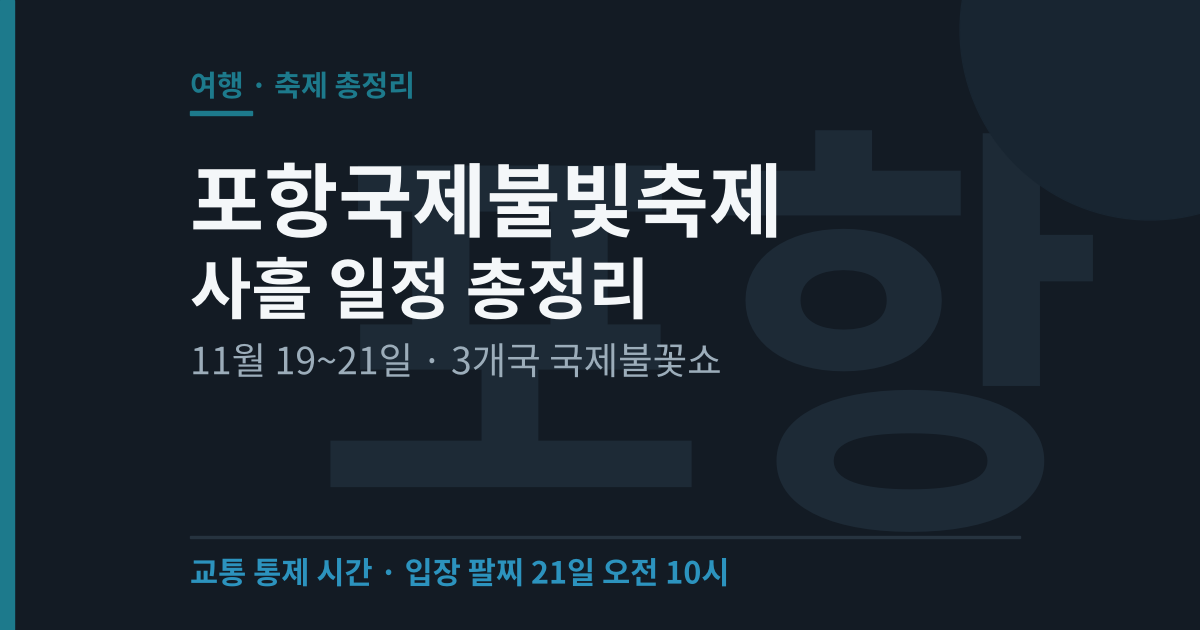 여행 · 축제 총정리
포항국제불빛축제
사흘 일정 총정리
11월 19~21일 · 3개국 국제불꽃쇼
포항
교통 통제 시간 · 입장 팔찌 21일 오전 10시